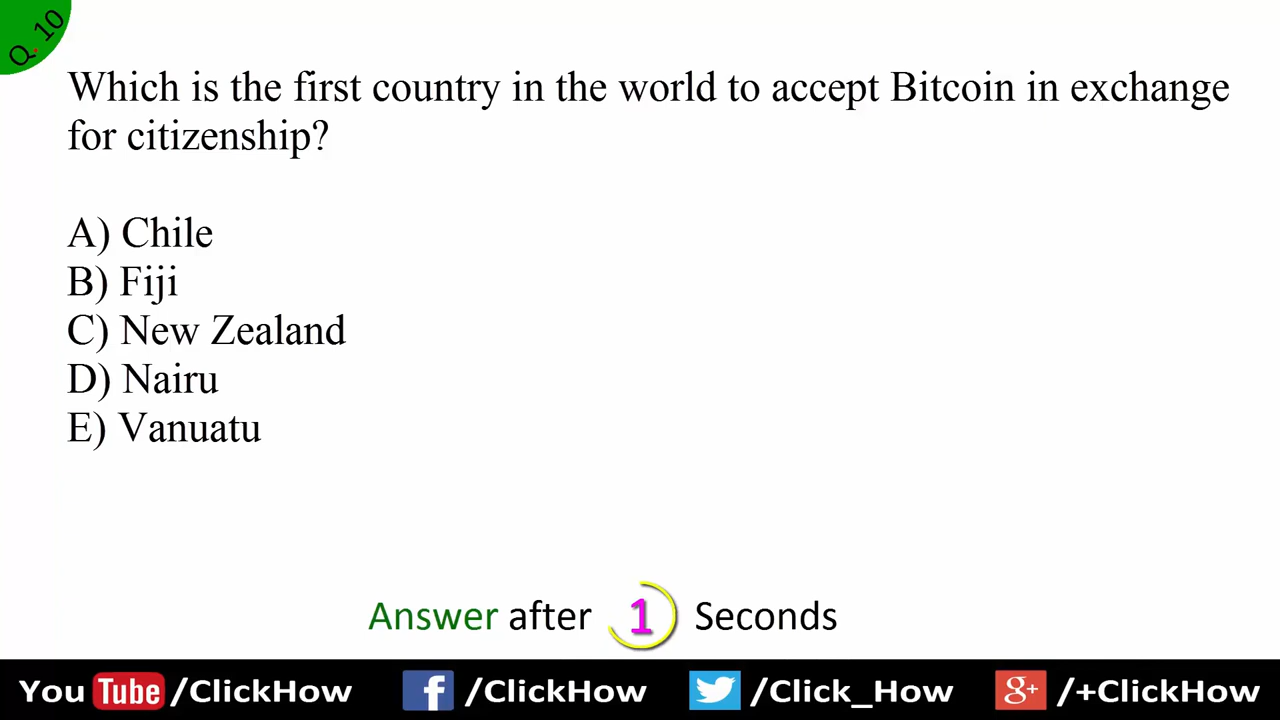 Q. 10
Which is the first country in the world to accept Bitcoin in exchange
for citizenship?
A) Chile
B) Fiji
C) New Zealand
D) Nairu
E) Vanuatu
Answer after 1 Seconds
You Tube /ClickHow f /ClickHow /Click_How g+ /+ClickHow